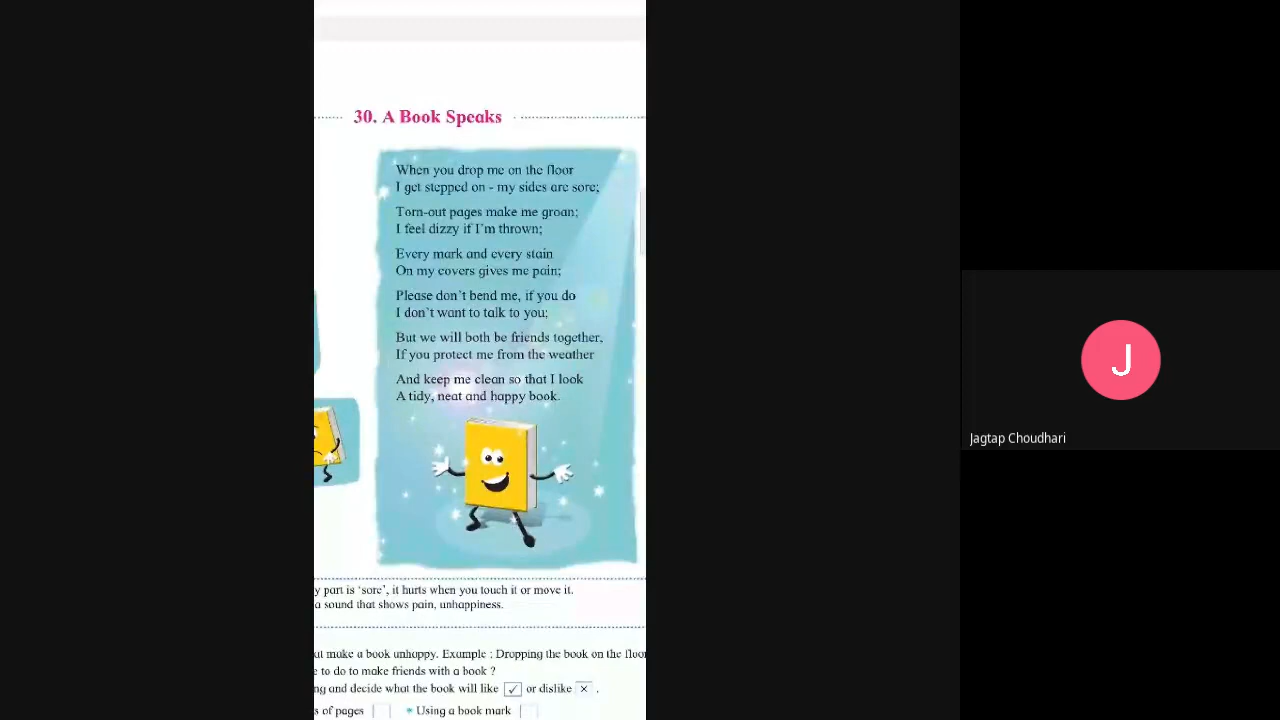 30. A Book Speaks
When you drop me on the floor
I get stepped on - my sides are sore;
Torn-out pages make me groan;
I feel dizzy if I'm thrown;
Every mark and every stain
On my covers gives me pain;
Please don't bend me, if you do
I don't want to talk to you;
But we will both be friends together,
If you protect me from the weather
And keep me clean so that I look
A tidy, neat and happy book.
y part is 'sore', it hurts when you touch it or move it.
a sound that shows pain, unhappiness.
at make a book unhappy. Example : Dropping the book on the floor
e to do to make friends with a book ?
ng and decide what the book will like ✓ or dislike × .
s of pages * Using a book mark
J
Jagtap Choudhari